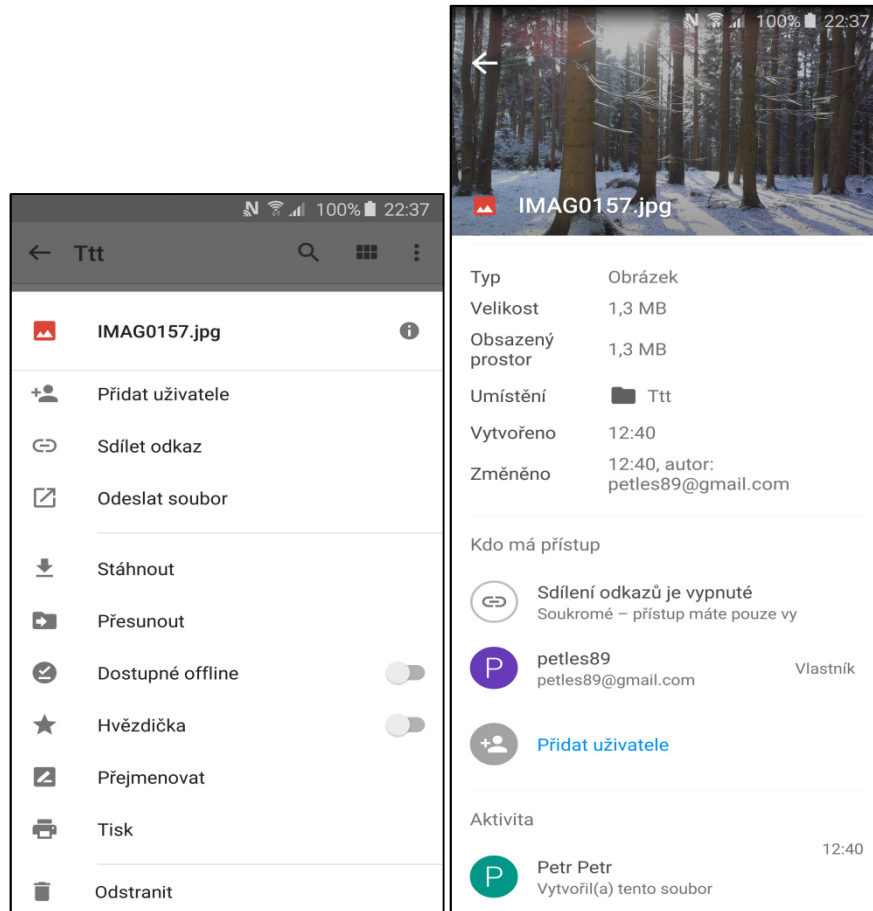 100% 22:37
Ttt
IMAG0157.jpg
Přidat uživatele
Sdílet odkaz
Odeslat soubor
Stáhnout
Přesunout
Dostupné offline
Hvězdička
Přejmenovat
Tisk
Odstranit
100% 22:37
IMAG0157.jpg
Typ Obrázek
Velikost 1,3 MB
Obsazený
prostor 1,3 MB
Umístění Ttt
Vytvořeno 12:40
Změněno 12:40, autor:
petles89@gmail.com
Kdo má přístup
Sdílení odkazů je vypnuté
Soukromé – přístup máte pouze vy
P petles89
petles89@gmail.com Vlastník
Přidat uživatele
Aktivita
12:40
P Petr Petr
Vytvořil(a) tento soubor